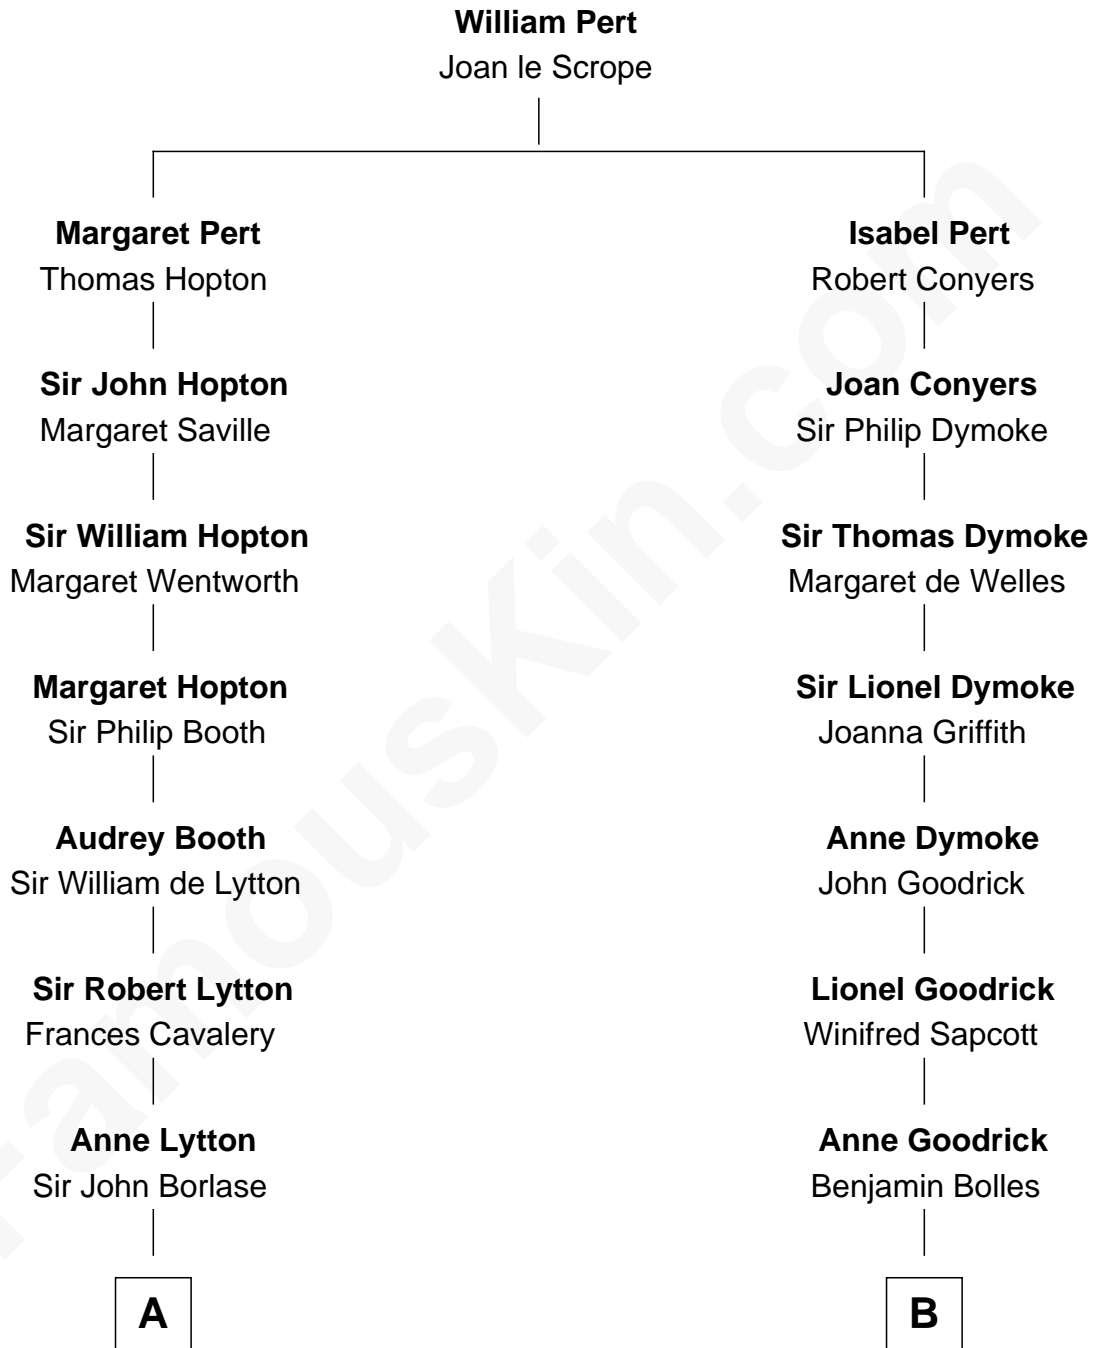 William Pert
Joan le Scrope
Margaret Pert
Thomas Hopton
Isabel Pert
Robert Conyers
Sir John Hopton
Margaret Saville
Joan Conyers
Sir Philip Dymoke
Sir William Hopton
Margaret Wentworth
Sir Thomas Dymoke
Margaret de Welles
Margaret Hopton
Sir Philip Booth
Sir Lionel Dymoke
Joanna Griffith
Audrey Booth
Sir William de Lytton
Anne Dymoke
John Goodrick
Sir Robert Lytton
Frances Cavalery
Lionel Goodrick
Winifred Sapcott
Anne Lytton
Sir John Borlase
Anne Goodrick
Benjamin Bolles
A
B
FamousKin.com